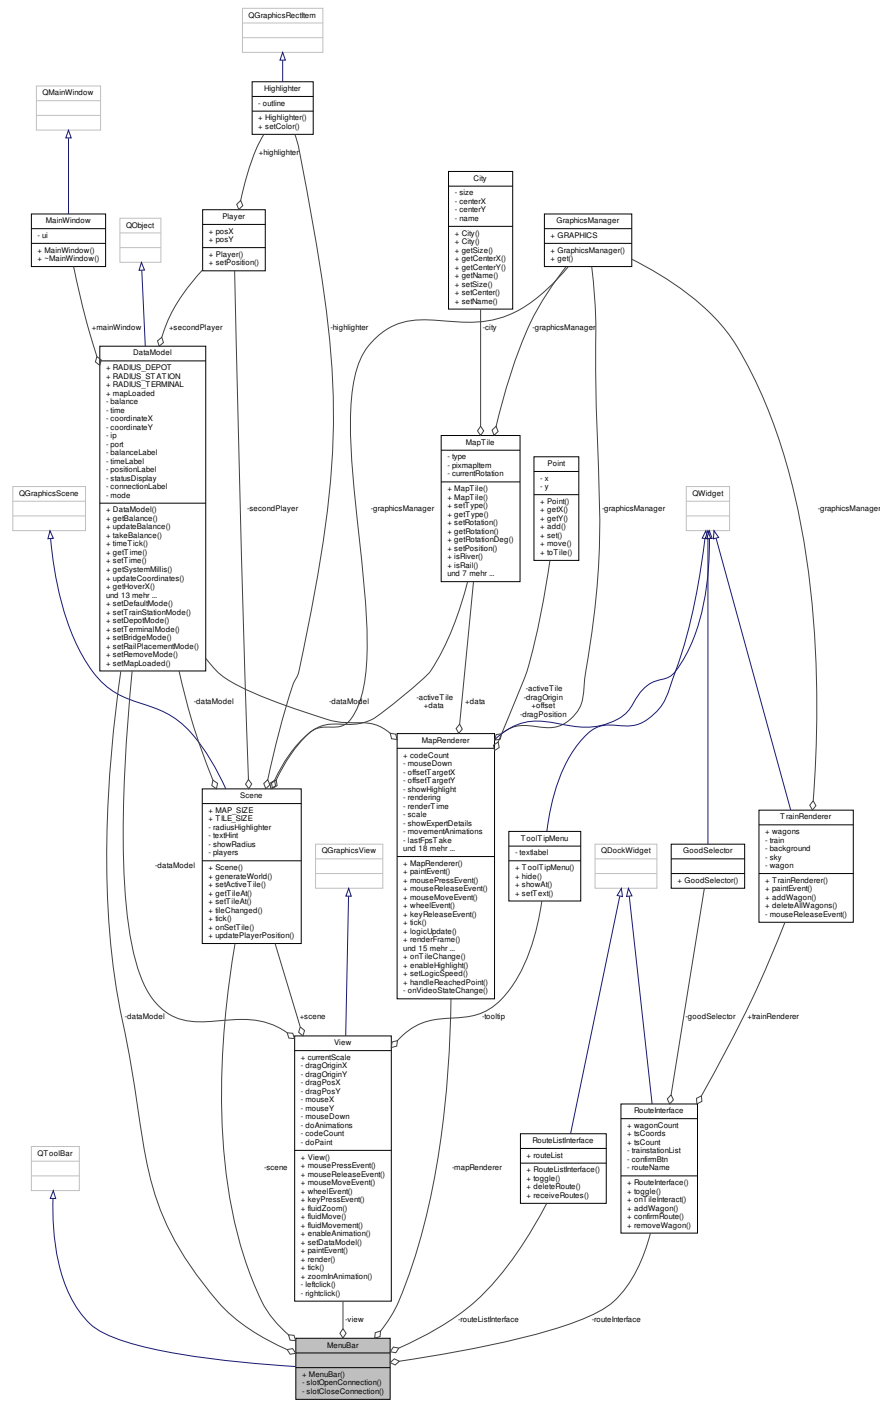 QGraphicsRectItem
Highlighter
- outline
+ Highlighter()
+ setColor()
QMainWindow
+highlighter
City
- size
- centerX
- centerY
- name
+ City()
+ City()
+ getSize()
+ getCenterX()
+ getCenterY()
+ getName()
+ setSize()
+ setCenter()
+ setName()
MainWindow
- ui
+ MainWindow()
+ ~MainWindow()
QObject
Player
+ posX
+ posY
+ Player()
+ setPosition()
GraphicsManager
+ GRAPHICS
+ GraphicsManager()
+ get()
+mainWindow
+secondPlayer
-highlighter
-city
-graphicsManager
DataModel
+ RADIUS_DEPOT
+ RADIUS_STATION
+ RADIUS_TERMINAL
+ mapLoaded
- balance
- time
- coordinateX
- coordinateY
- ip
- port
- balanceLabel
- timeLabel
- positionLabel
- statusDisplay
- connectionLabel
- mode
+ DataModel()
+ getBalance()
+ updateBalance()
+ takeBalance()
+ timeTick()
+ getTime()
+ setTime()
+ getSystemMillis()
+ updateCoordinates()
+ getHoverX()
und 13 mehr ...
+ setDefaultMode()
+ setTrainStationMode()
+ setDepotMode()
+ setTerminalMode()
+ setBridgeMode()
+ setRailPlacementMode()
+ setRemoveMode()
+ setMapLoaded()
MapTile
- type
- pixmapItem
- currentRotation
+ MapTile()
+ MapTile()
+ setType()
+ getType()
+ setRotation()
+ getRotation()
+ getRotationDeg()
+ setPosition()
+ isRiver()
+ isRail()
und 7 mehr ...
Point
- x
- y
+ Point()
+ getX()
+ getY()
+ add()
+ set()
+ move()
+ toTile()
QGraphicsScene
QWidget
-secondPlayer
-graphicsManager
-graphicsManager
-graphicsManager
-dataModel
-dataModel
-activeTile
+data
+data
-activeTile
-dragOrigin
+offset
-dragPosition
Scene
+ MAP_SIZE
+ TILE_SIZE
- radiusHighlighter
- textHint
- showRadius
- players
+ Scene()
+ generateWorld()
+ setActiveTile()
+ getTileAt()
+ setTileAt()
+ tileChanged()
+ tick()
+ onSetTile()
+ updatePlayerPosition()
MapRenderer
+ codeCount
- mouseDown
- offsetTargetX
- offsetTargetY
- showHighlight
- rendering
- renderTime
- scale
- showExpertDetails
- movementAnimations
- lastFpsTake
und 18 mehr ...
+ MapRenderer()
+ paintEvent()
+ mousePressEvent()
+ mouseReleaseEvent()
+ mouseMoveEvent()
+ wheelEvent()
+ keyReleaseEvent()
+ tick()
+ logicUpdate()
+ renderFrame()
und 15 mehr ...
+ onTileChange()
+ enableHighlight()
+ setLogicSpeed()
+ handleReachedPoint()
- onVideoStateChange()
QGraphicsView
ToolTipMenu
- textlabel
+ ToolTipMenu()
+ hide()
+ showAt()
+ setText()
QDockWidget
GoodSelector
+ GoodSelector()
TrainRenderer
+ wagons
- train
- background
- sky
- wagon
+ TrainRenderer()
+ paintEvent()
+ addWagon()
+ deleteAllWagons()
- mouseReleaseEvent()
-dataModel
-dataModel
+scene
-tooltip
-goodSelector
+trainRenderer
View
+ currentScale
- dragOriginX
- dragOriginY
- dragPosX
- dragPosY
- mouseX
- mouseY
- mouseDown
- doAnimations
- codeCount
- doPaint
+ View()
+ mousePressEvent()
+ mouseReleaseEvent()
+ mouseMoveEvent()
+ wheelEvent()
+ keyPressEvent()
+ fluidZoom()
+ fluidMove()
+ fluidMovement()
+ enableAnimation()
+ setDataModel()
+ paintEvent()
+ render()
+ tick()
+ zoomInAnimation()
- leftclick()
- rightclick()
RouteInterface
+ wagonCount
+ tsCoords
+ tsCount
- trainstationList
- confirmBtn
- routeName
+ RouteInterface()
+ toggle()
+ onTileInteract()
+ addWagon()
+ confirmRoute()
+ removeWagon()
RouteListInterface
+ routeList
+ RouteListInterface()
+ toggle()
+ deleteRoute()
+ receiveRoutes()
QToolBar
-scene
-mapRenderer
-view
-routeListInterface
-routeInterface
MenuBar
+ MenuBar()
- slotOpenConnection()
- slotCloseConnection()